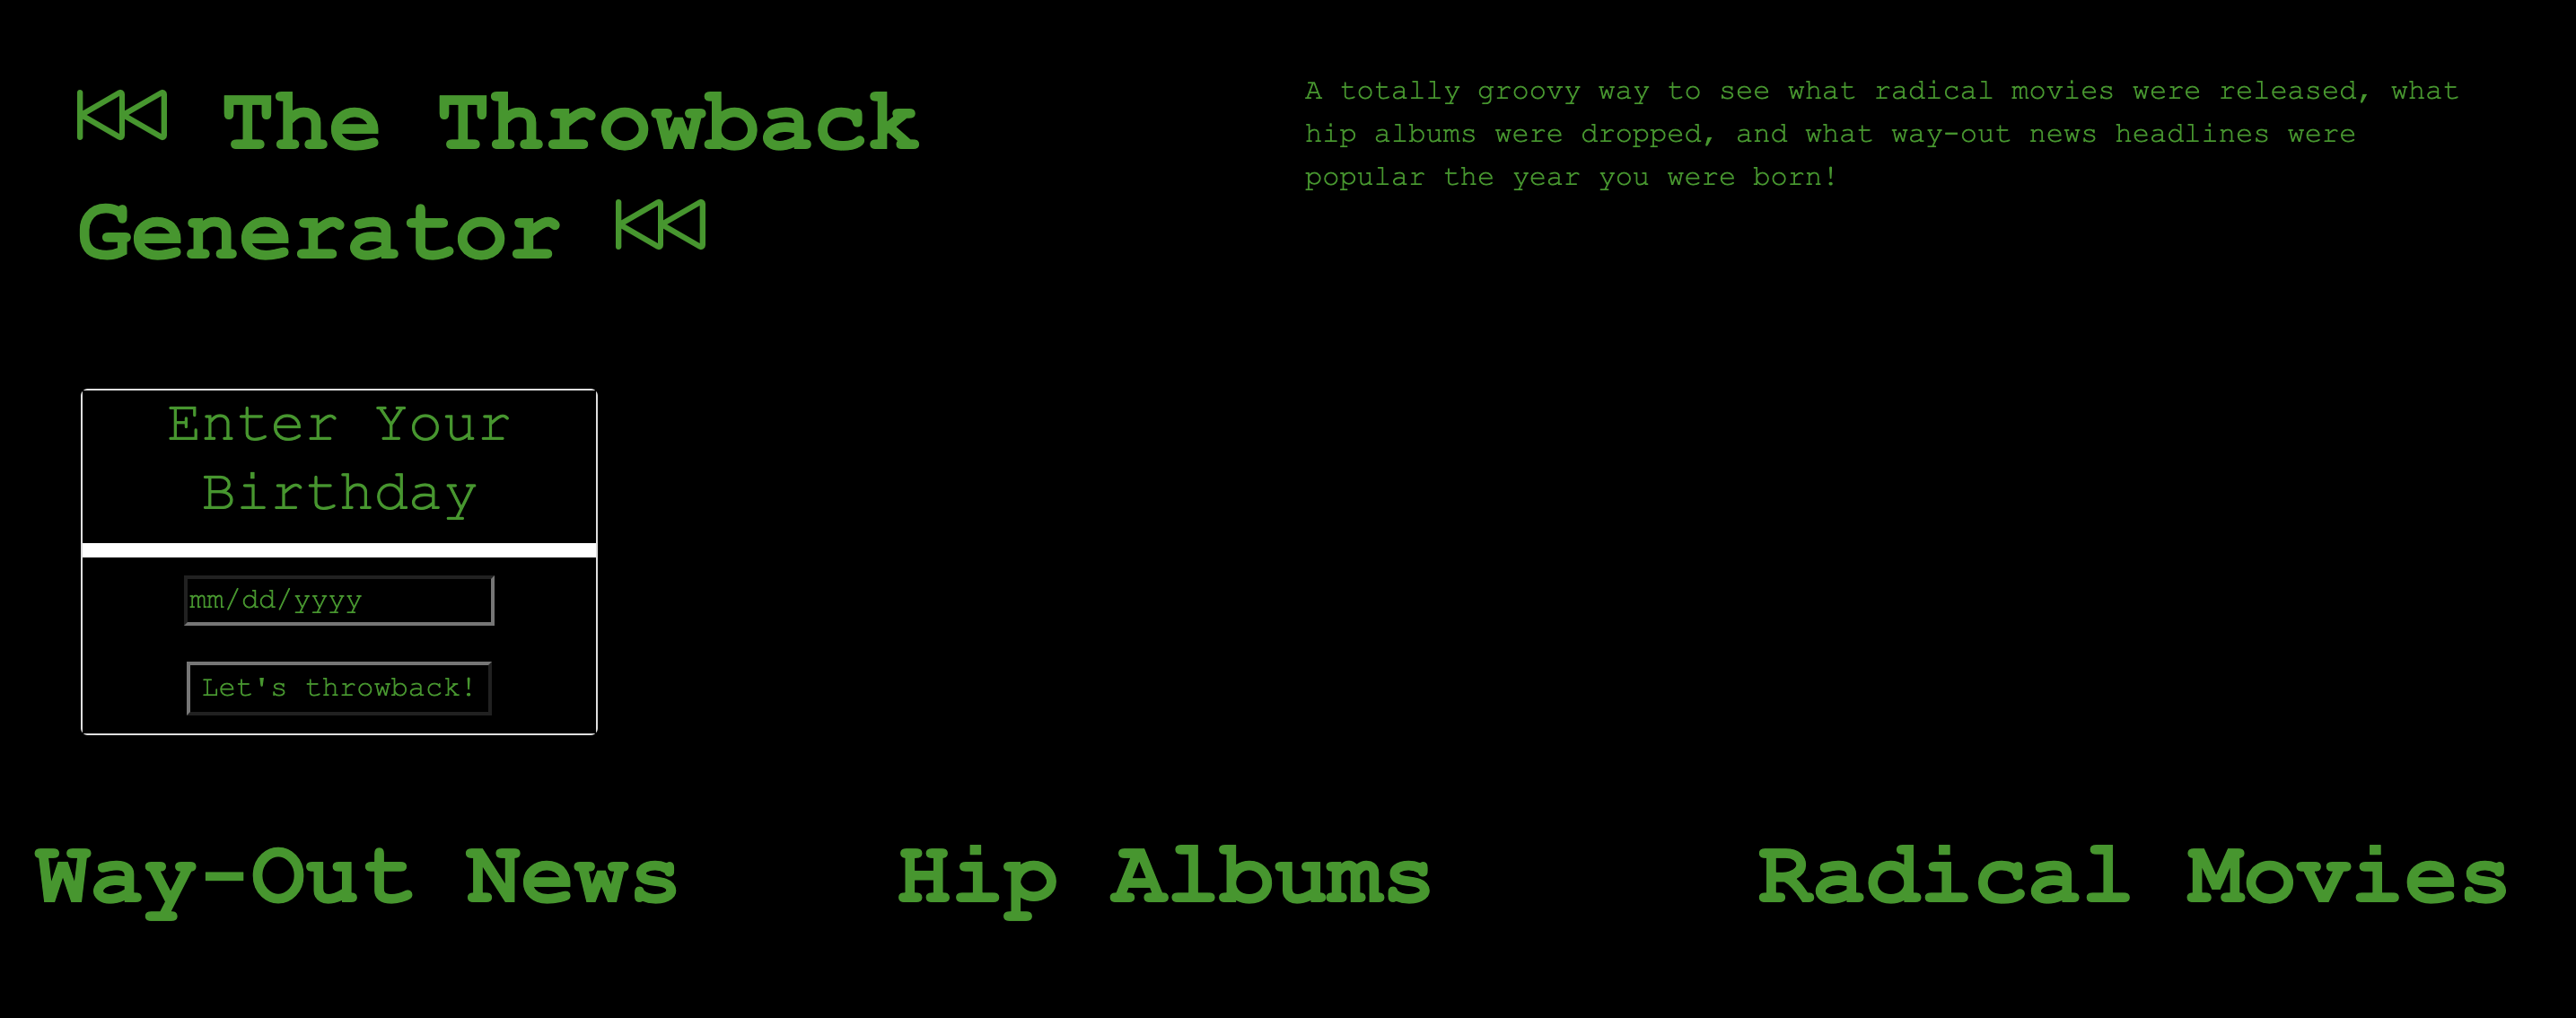 The Throwback
Generator
A totally groovy way to see what radical movies were released, what
hip albums were dropped, and what way-out news headlines were
popular the year you were born!
Enter Your
Birthday
mm/dd/yyyy
Let's throwback!
Way-Out News
Hip Albums
Radical Movies